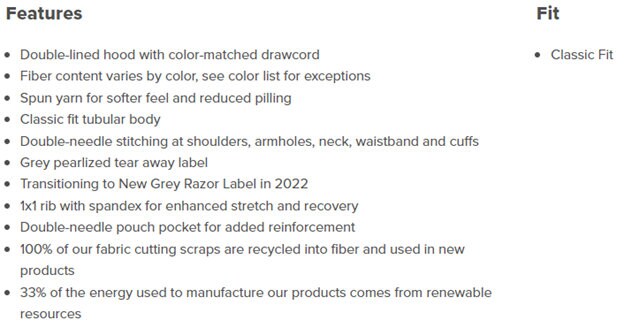 Features
Double-lined hood with color-matched drawcord
Fiber content varies by color, see color list for exceptions
Spun yarn for softer feel and reduced pilling
Classic fit tubular body
Double-needle stitching at shoulders, armholes, neck, waistband and cuffs
Grey pearlized tear away label
Transitioning to New Grey Razor Label in 2022
1x1 rib with spandex for enhanced stretch and recovery
Double-needle pouch pocket for added reinforcement
100% of our fabric cutting scraps are recycled into fiber and used in new
products
33% of the energy used to manufacture our products comes from renewable
resources
Fit
Classic Fit